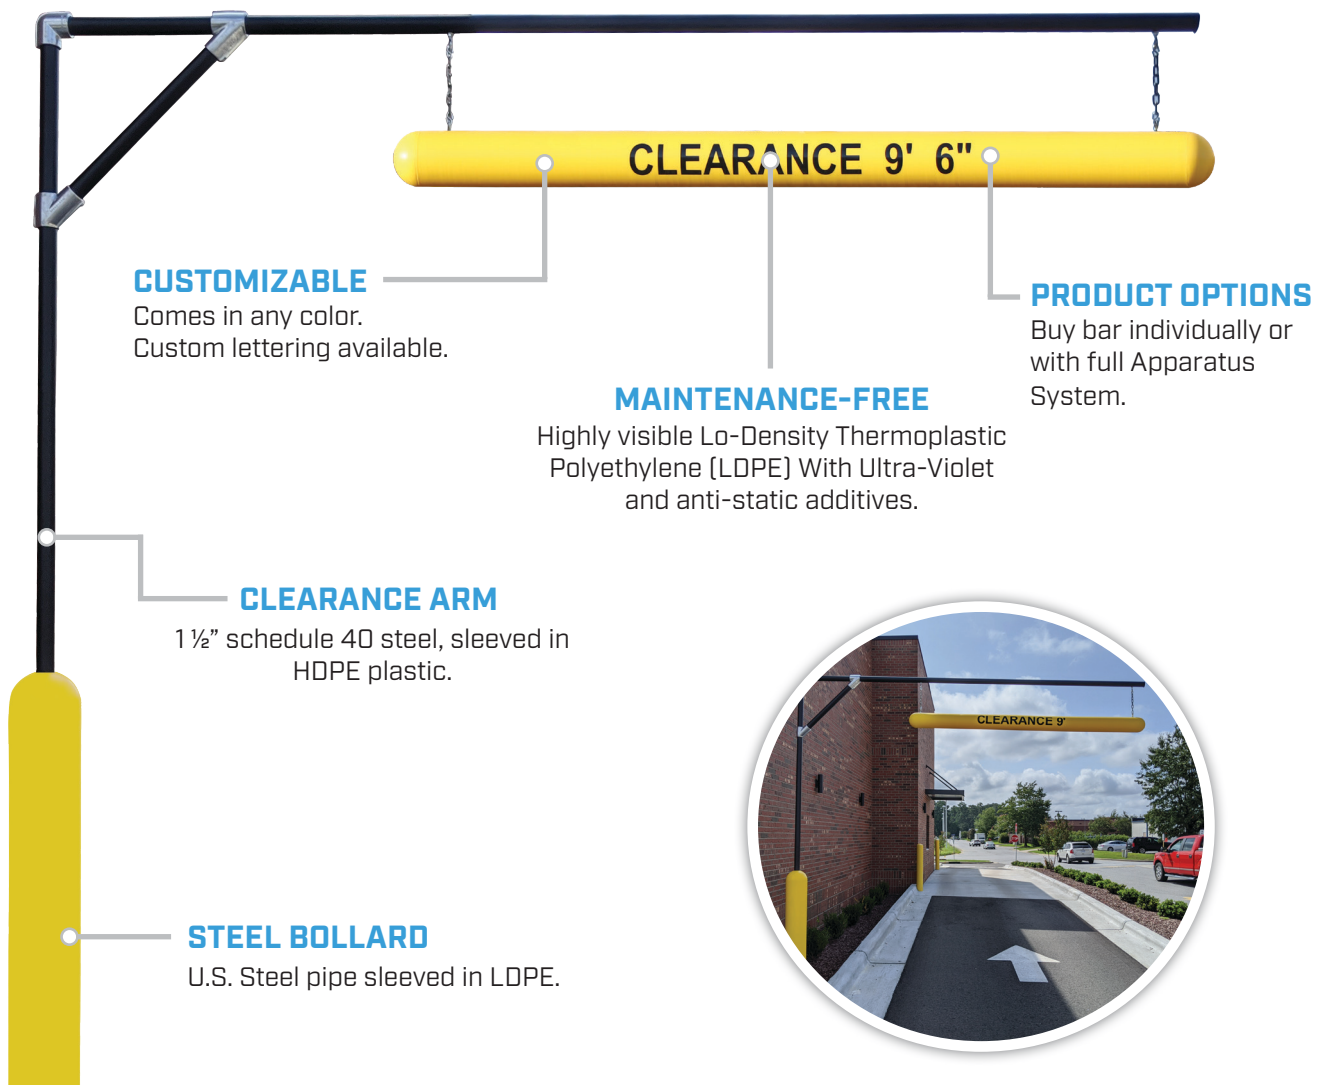 CLEARANCE 9' 6"
CUSTOMIZABLE
Comes in any color.
Custom lettering available.
PRODUCT OPTIONS
Buy bar individually or
with full Apparatus
System.
MAINTENANCE-FREE
Highly visible Lo-Density Thermoplastic
Polyethylene (LDPE) With Ultra-Violet
and anti-static additives.
CLEARANCE ARM
1 ½” schedule 40 steel, sleeved in
HDPE plastic.
CLEARANCE 9'
STEEL BOLLARD
U.S. Steel pipe sleeved in LDPE.